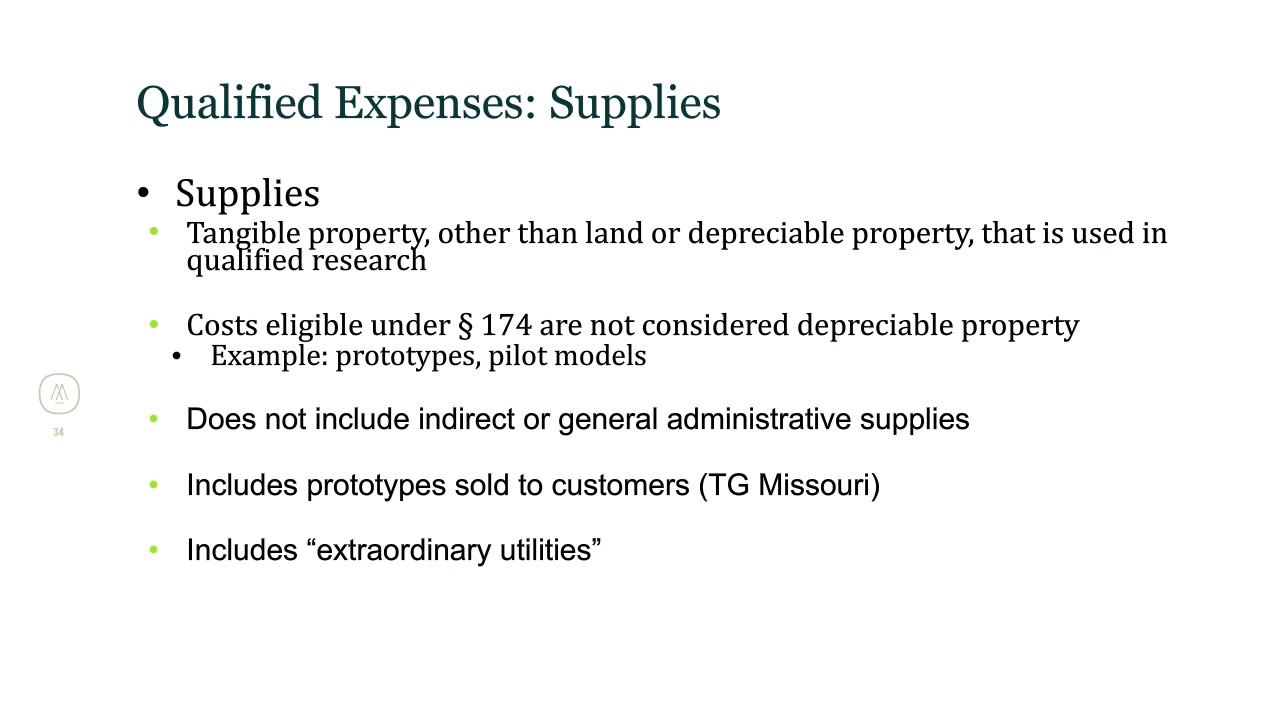 Qualified Expenses: Supplies
• Supplies
• Tangible property, other than land or depreciable property, that is used in
qualified research
• Costs eligible under § 174 are not considered depreciable property
• Example: prototypes, pilot models
• Does not include indirect or general administrative supplies
• Includes prototypes sold to customers (TG Missouri)
• Includes “extraordinary utilities”
34